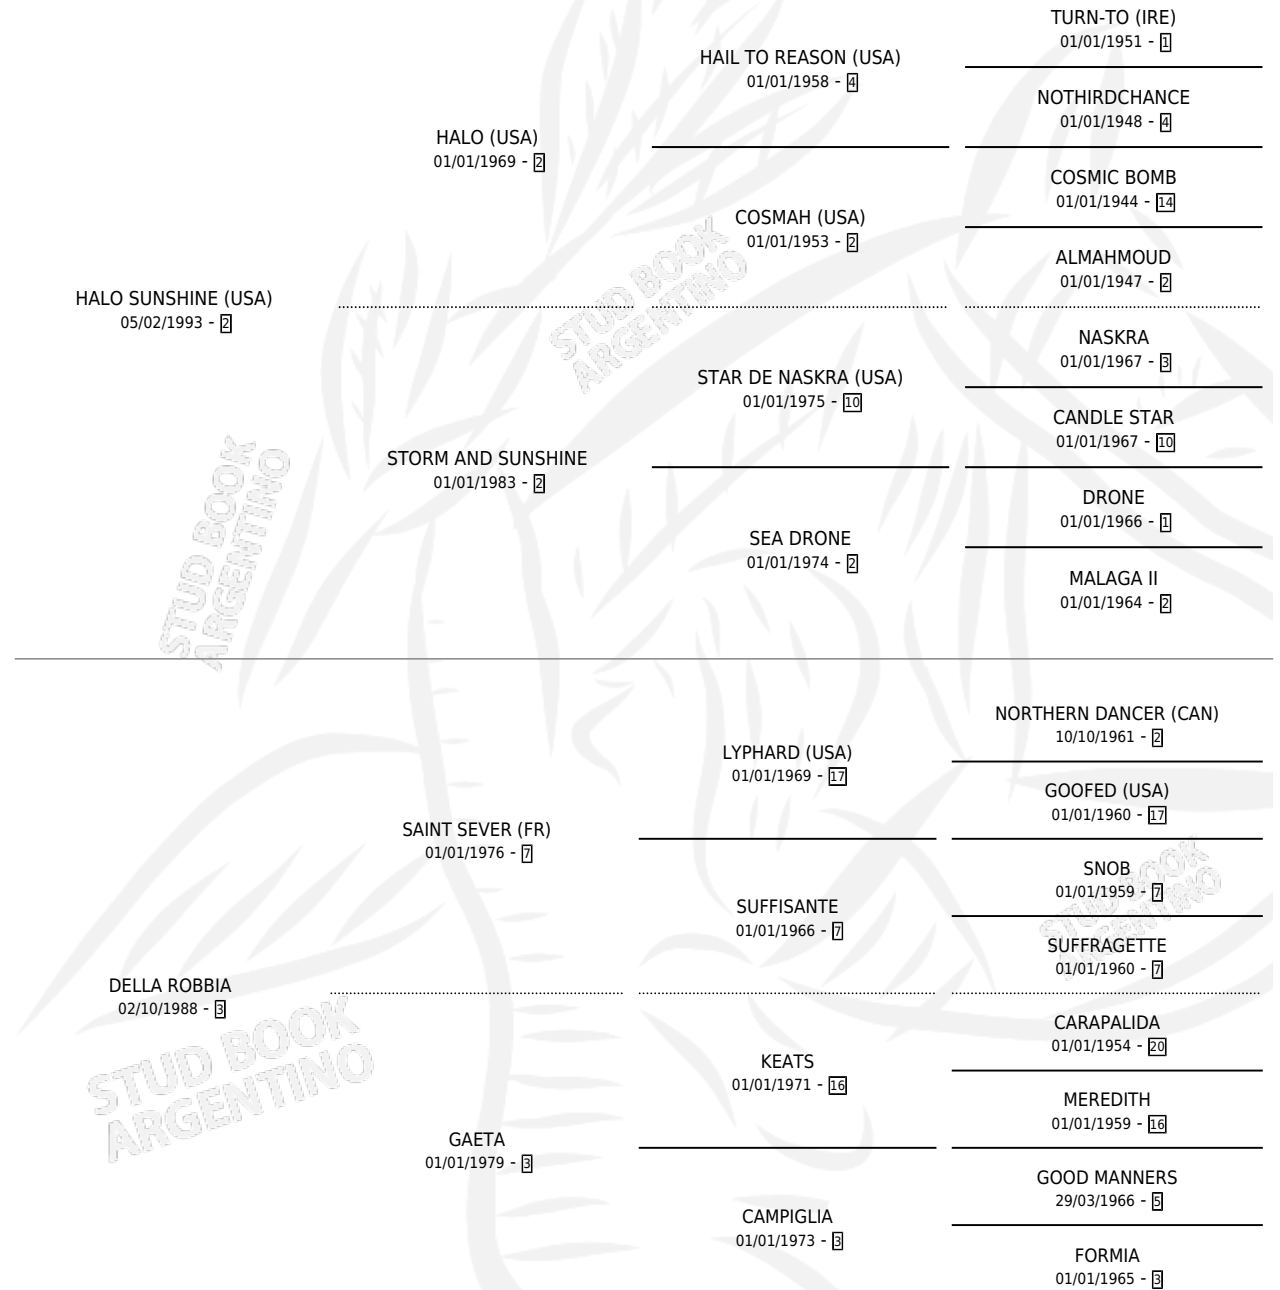 TURN-TO (IRE)
01/01/1951 - 1
HAIL TO REASON (USA)
01/01/1958 - 4
NOTHIRDCHANCE
01/01/1948 - 4
HALO (USA)
01/01/1969 - 2
COSMIC BOMB
01/01/1944 - 14
COSMAH (USA)
01/01/1953 - 2
ALMAHMOUD
01/01/1947 - 2
HALO SUNSHINE (USA)
05/02/1993 - 2
STUD BOOK
ARGENTINO
NASKRA
01/01/1967 - 3
STAR DE NASKRA (USA)
01/01/1975 - 10
CANDLE STAR
01/01/1967 - 10
STORM AND SUNSHINE
01/01/1983 - 2
DRONE
01/01/1966 - 1
SEA DRONE
01/01/1974 - 2
MALAGA II
01/01/1964 - 2
STUD BOOK
ARGENTINO
NORTHERN DANCER (CAN)
10/10/1961 - 2
LYPHARD (USA)
01/01/1969 - 17
GOOFED (USA)
01/01/1960 - 17
SAINT SEVER (FR)
01/01/1976 - 7
SNOB
01/01/1959 - 7
SUFFISANTE
01/01/1966 - 7
STUD BOOK
ARGENTINO
SUFFRAGETTE
01/01/1960 - 7
DELLA ROBBIA
02/10/1988 - 3
STUD BOOK
ARGENTINO
CARAPALIDA
01/01/1954 - 20
KEATS
01/01/1971 - 16
MEREDITH
01/01/1959 - 16
GAETA
01/01/1979 - 3
GOOD MANNERS
29/03/1966 - 5
CAMPIGLIA
01/01/1973 - 3
FORMIA
01/01/1965 - 3